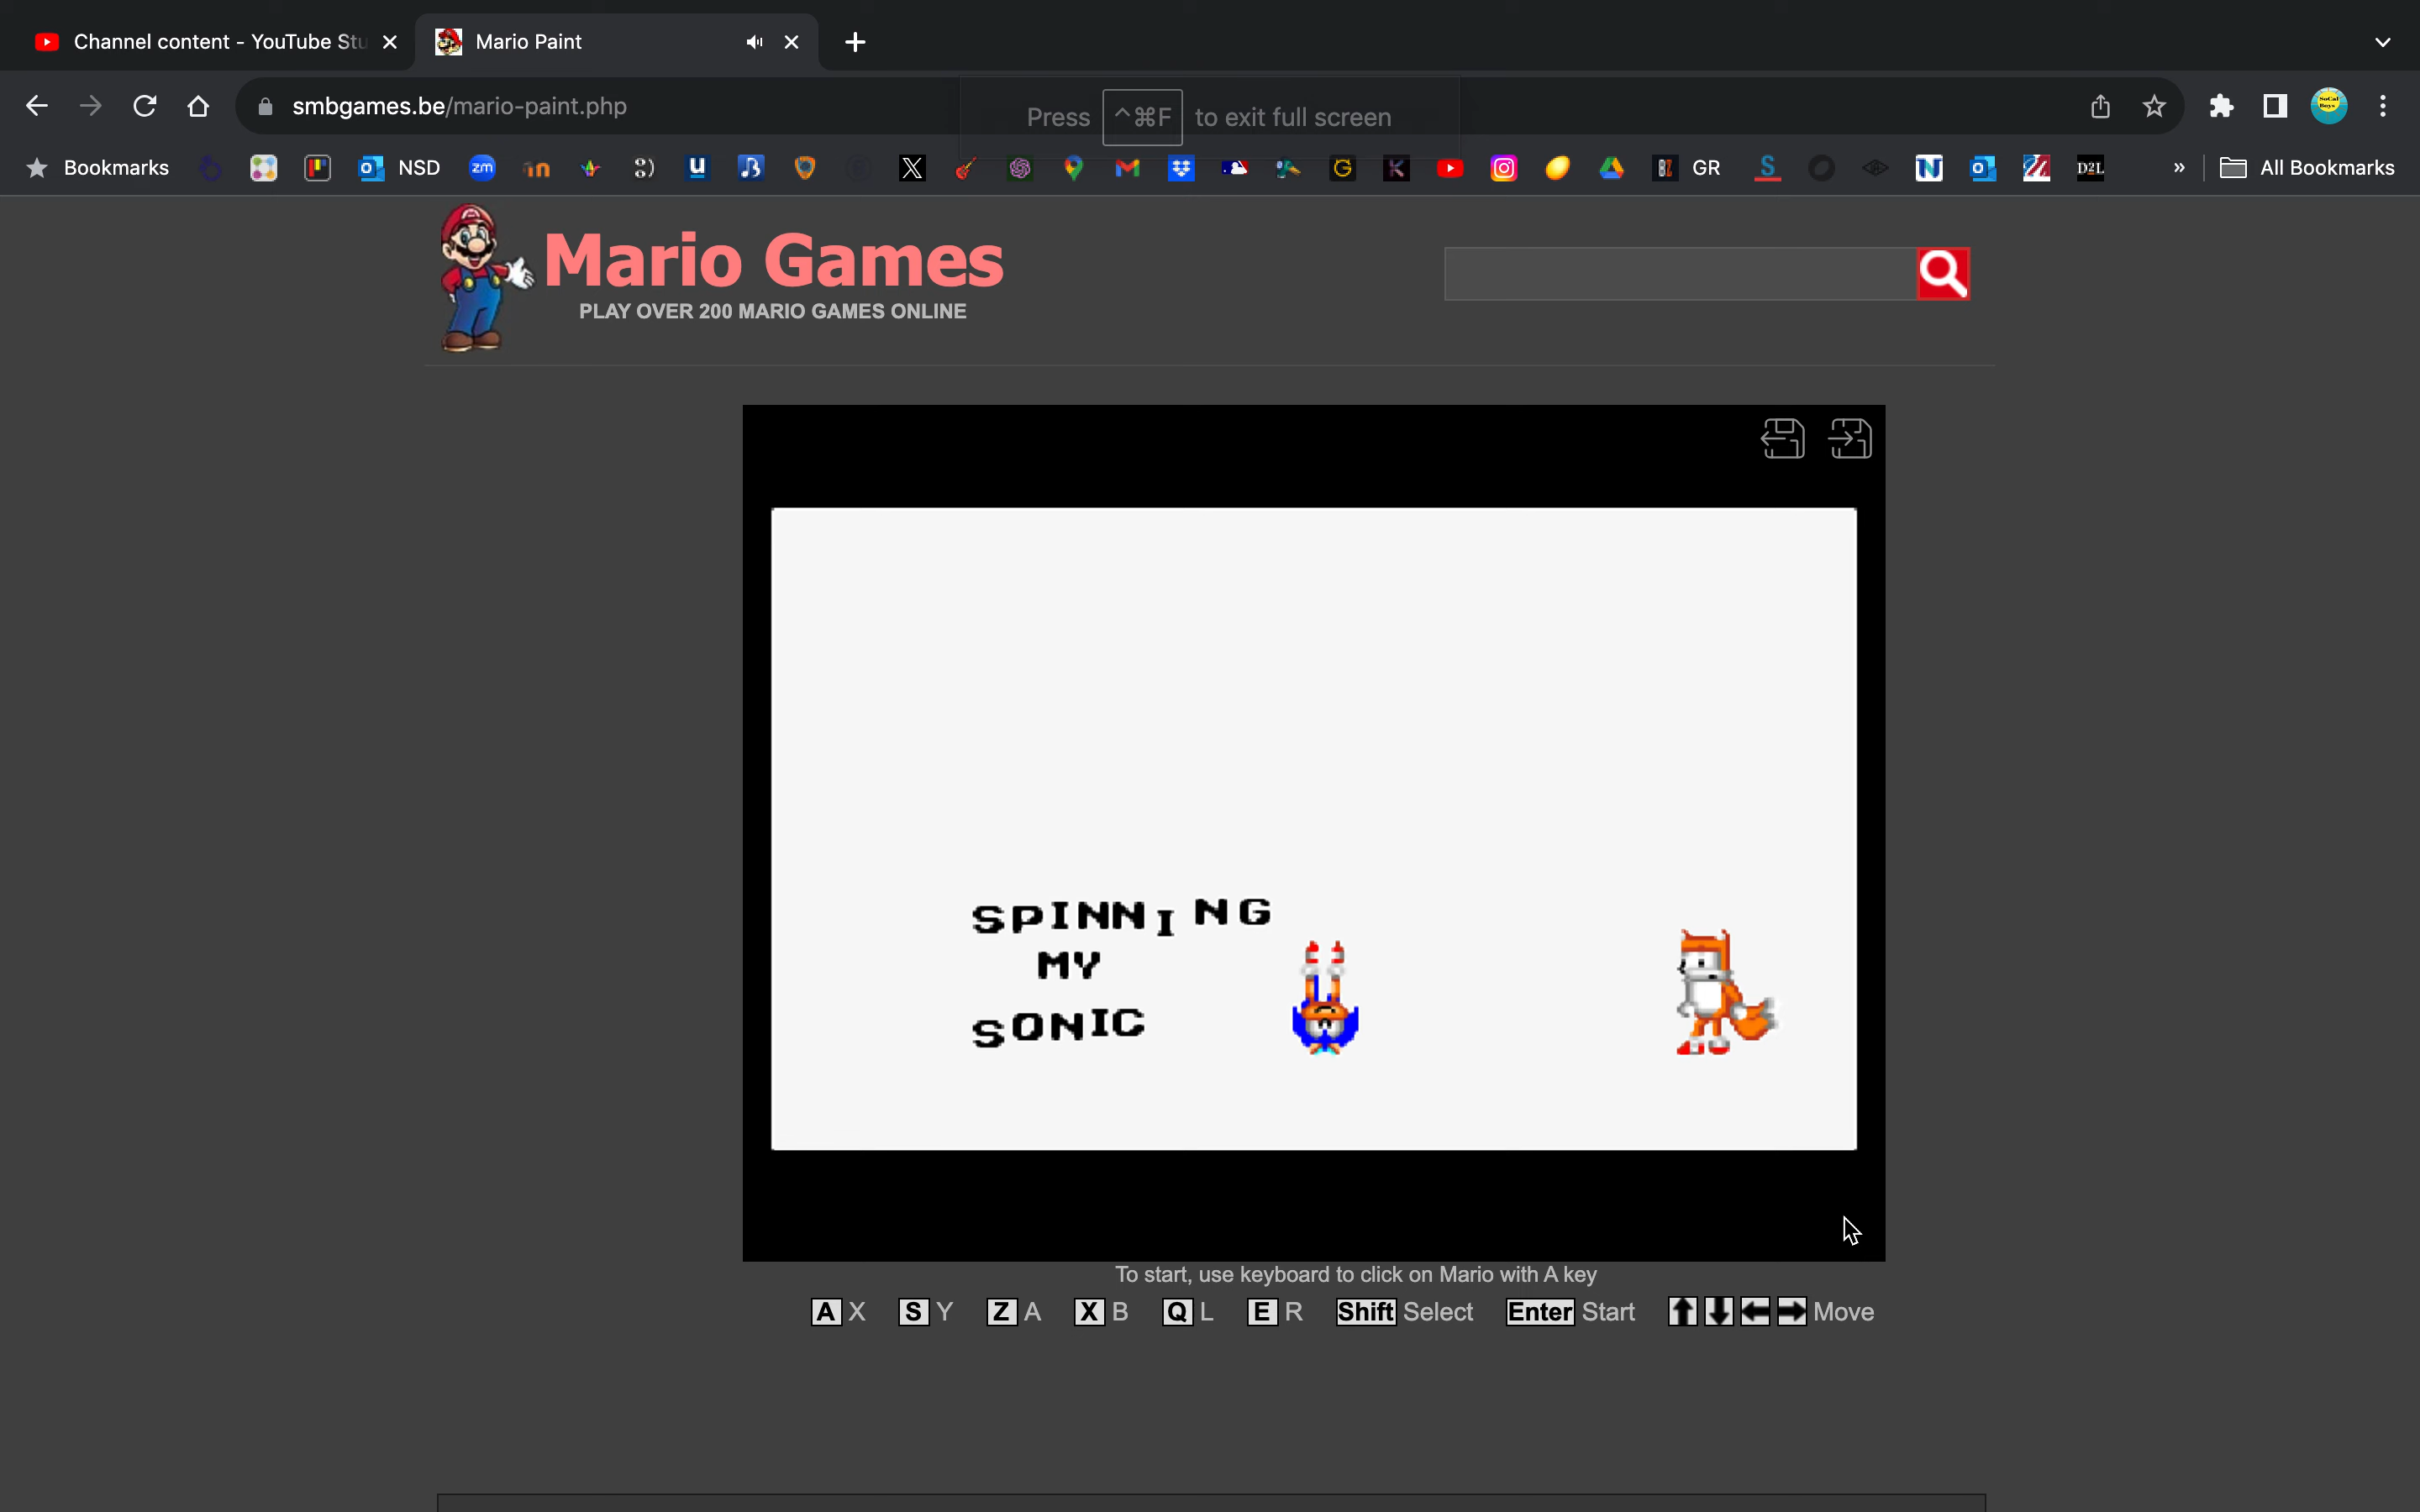 Channel content - YouTube Stu
Mario Paint
smbgames.be/mario-paint.php
Press ^⌘F to exit full screen
Bookmarks
NSD
zm
GR
D2L
» All Bookmarks
Mario Games
PLAY OVER 200 MARIO GAMES ONLINE
SPINNING
MY
SONIC
To start, use keyboard to click on Mario with A key
A X S Y Z A X B Q L E R Shift Select Enter Start Move